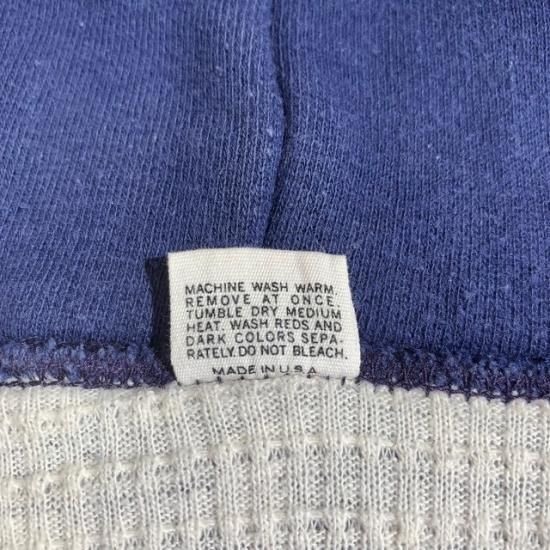 MACHINE WASH WARM.
REMOVE AT ONCE.
TUMBLE DRY MEDIUM
HEAT. WASH REDS AND
DARK COLORS SEPA-
RATELY. DO NOT BLEACH.
MADE IN U.S.A.